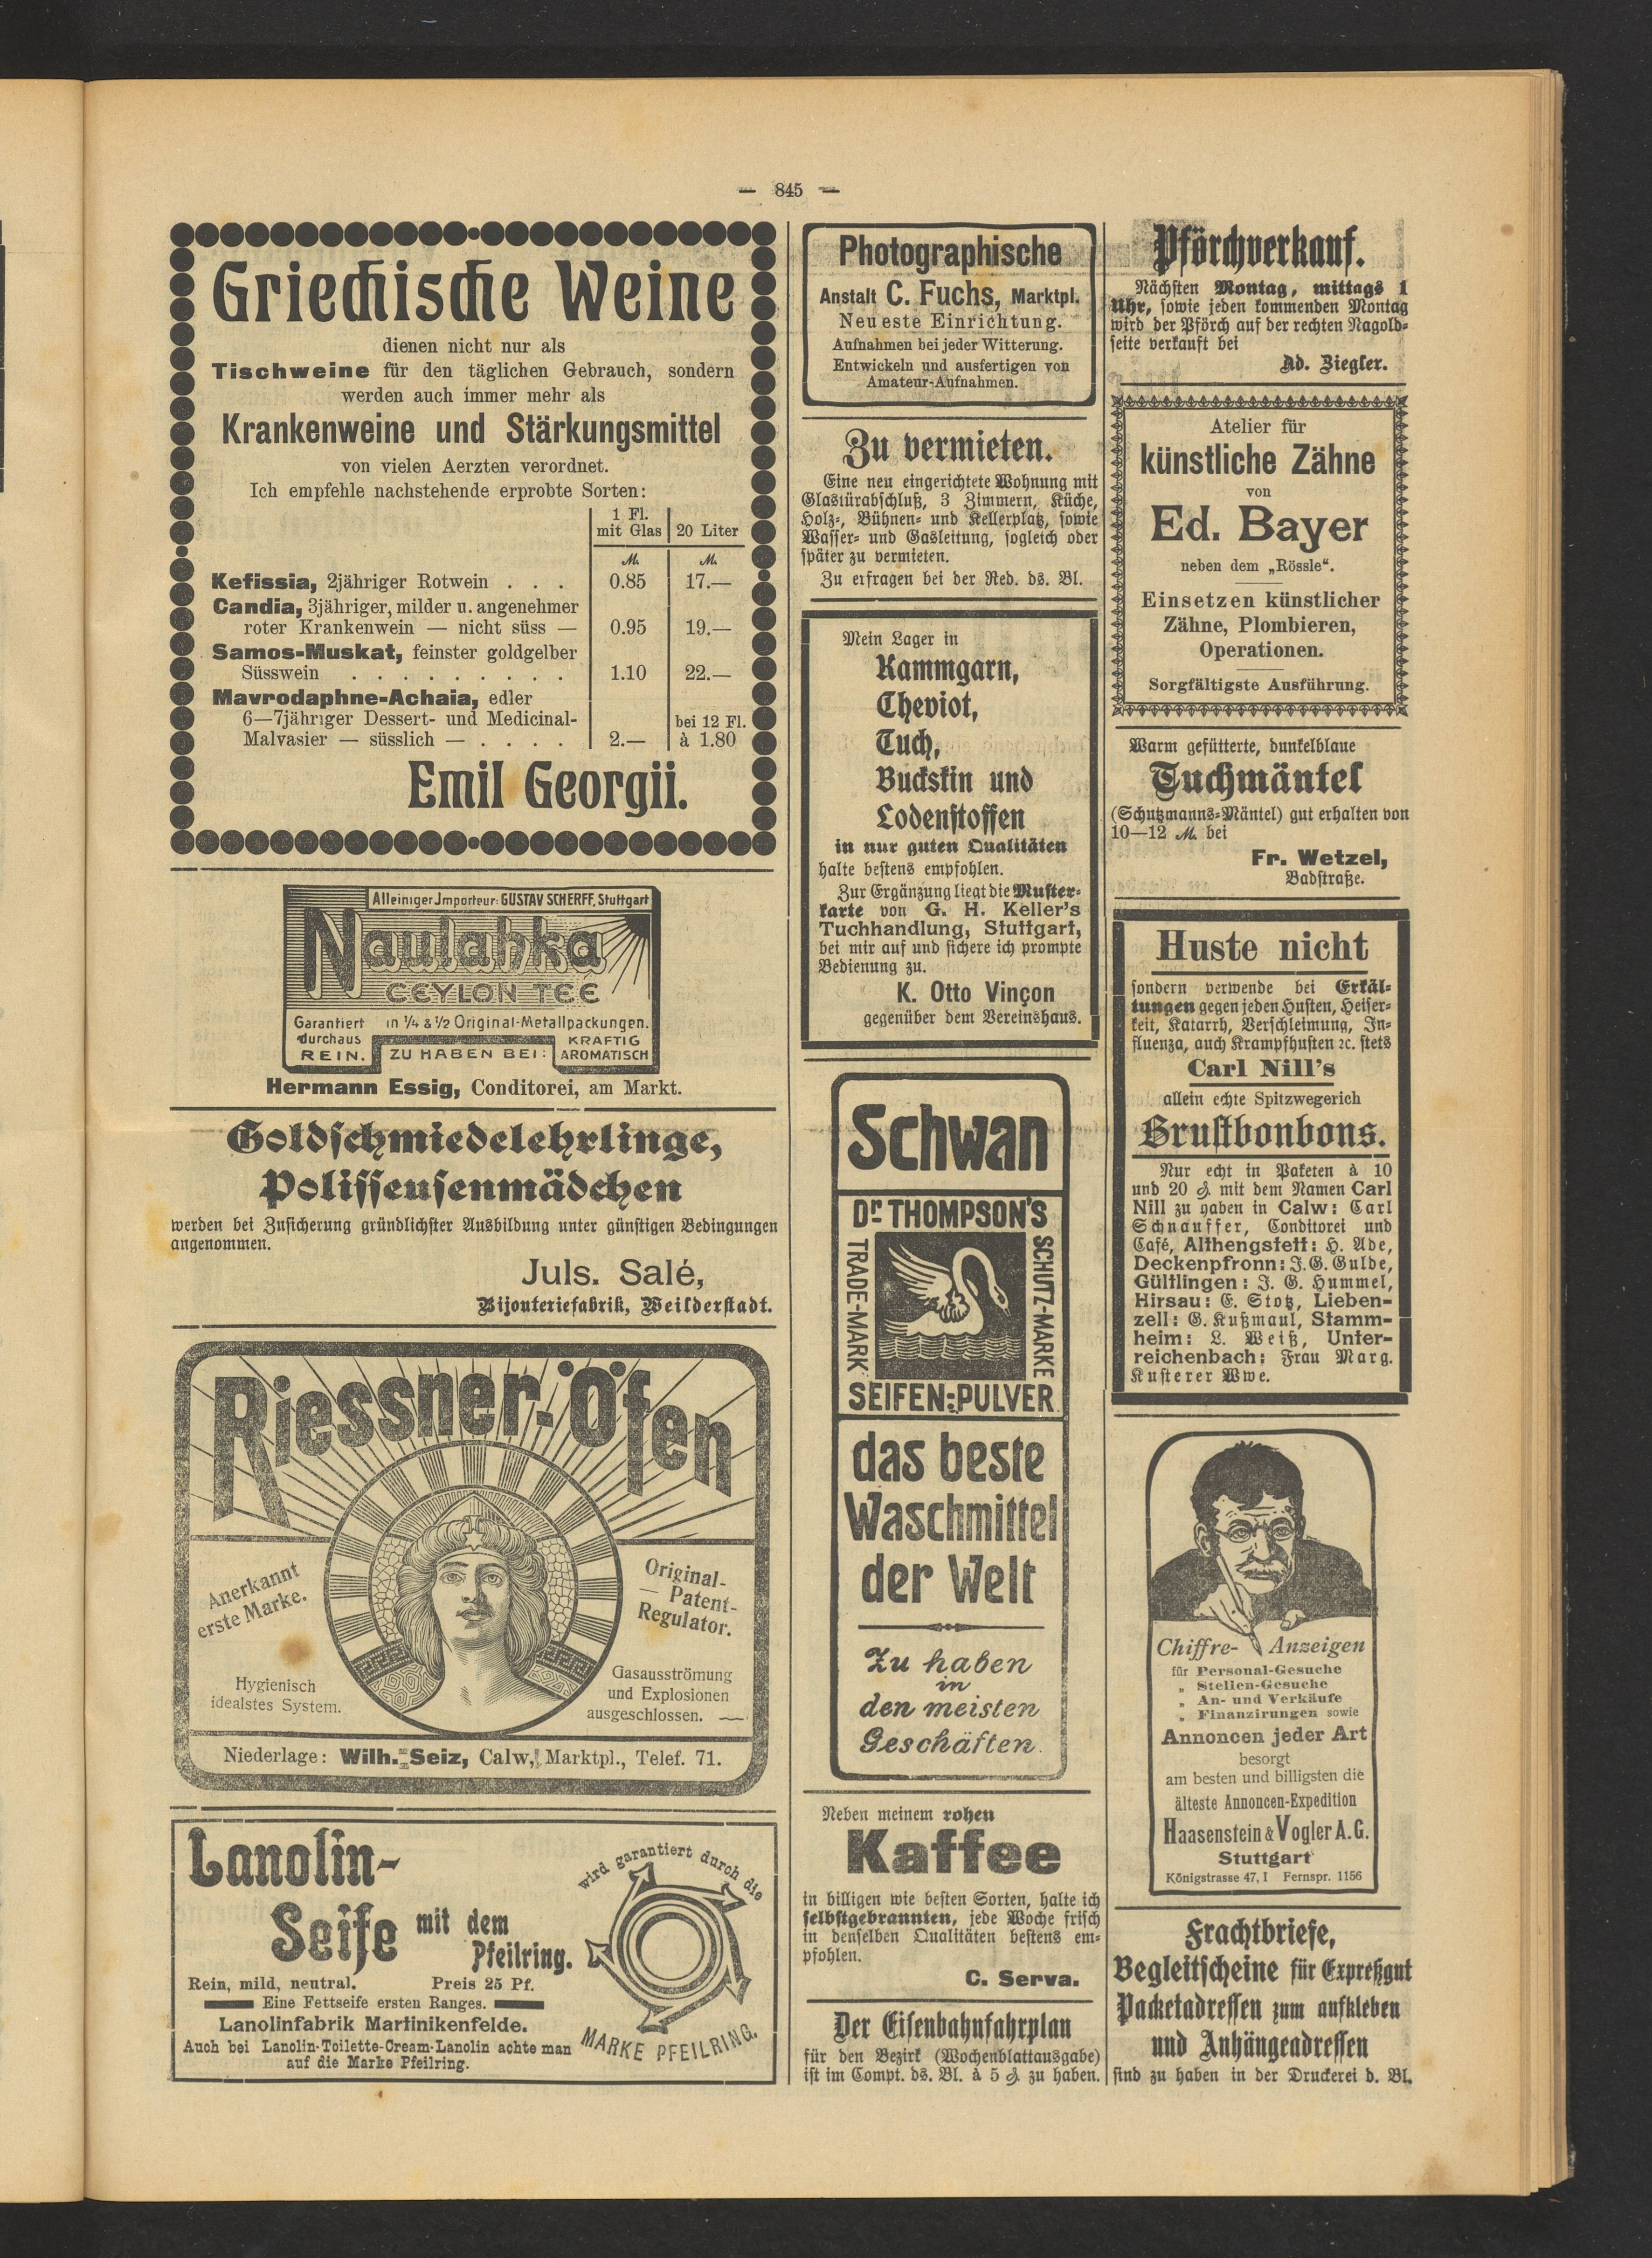 — 845 —
Griechische Weine
dienen nicht nur als
Tischweine für den täglichen Gebrauch, sondern
werden auch immer mehr als
Krankenweine und Stärkungsmittel
von vielen Aerzten verordnet.
Ich empfehle nachstehende erprobte Sorten:
1 Fl.
mit Glas 20 Liter
M. M.
Kefissia, 2jähriger Rotwein . . . 0.85 17.—
Candia, 3jähriger, milder u. angenehmer
roter Krankenwein — nicht süss — 0.95 19.—
Samos-Muskat, feinster goldgelber
Süsswein . . . . . . . . . 1.10 22.—
Mavrodaphne-Achaia, edler
6—7jähriger Dessert- und Medicinal- bei 12 Fl.
Malvasier — süsslich — . . . . 2.— à 1.80
Emil Georgii.
Alleiniger Importeur: GUSTAV SCHERFF, Stuttgart
Naulahka
CEYLON TEE
Garantiert in 1/4 & 1/2 Original-Metallpackungen.
durchaus KRÄFTIG
REIN. ZU HABEN BEI: AROMATISCH
Hermann Essig, Conditorei, am Markt.
Goldschmiedelehrlinge,
Polisseusenmädchen
werden bei Zusicherung gründlichster Ausbildung unter günstigen Bedingungen
angenommen.
Juls. Salé,
Bijouteriefabrik, Weilderstadt.
Riessner-Öfen
Anerkannt
erste Marke.
Original-
— Patent-
Regulator.
Hygienisch
idealstes System.
Gasausströmung
und Explosionen
ausgeschlossen.
Niederlage: Wilh. Seiz, Calw, Marktpl., Telef. 71.
Lanolin-
Seife mit dem
Pfeilring.
Rein, mild, neutral. Preis 25 Pf.
Eine Fettseife ersten Ranges.
Lanolinfabrik Martinikenfelde.
Auch bei Lanolin-Toilette-Cream-Lanolin achte man
auf die Marke Pfeilring.
wird garantiert durch die
MARKE PFEILRING.
Photographische
Anstalt C. Fuchs, Marktpl.
Neueste Einrichtung.
Aufnahmen bei jeder Witterung.
Entwickeln und ausfertigen von
Amateur-Aufnahmen.
Zu vermieten.
Eine neu eingerichtete Wohnung mit
Glastürabschluß, 3 Zimmern, Küche,
Holz-, Bühnen- und Kellerplatz, sowie
Wasser- und Gasleitung, sogleich oder
später zu vermieten.
Zu erfragen bei der Red. ds. Bl.
Mein Lager in
Kammgarn,
Cheviot,
Tuch,
Buckskin und
Lodenstoffen
in nur guten Qualitäten
halte bestens empfohlen.
Zur Ergänzung liegt die Muster-
karte von G. H. Keller's
Tuchhandlung, Stuttgart,
bei mir auf und sichere ich prompte
Bedienung zu.
K. Otto Vinçon
gegenüber dem Vereinshaus.
Schwan
Dr THOMPSON'S
TRADE-MARK
SCHUTZ-MARKE
SEIFEN-PULVER
das beste
Waschmittel
der Welt
Zu haben
in
den meisten
Geschäften.
Neben meinem rohen
Kaffee
in billigen wie besten Sorten, halte ich
selbstgebrannten, jede Woche frisch
in denselben Qualitäten bestens em-
pfohlen.
C. Serva.
Der Eisenbahnfahrplan
für den Bezirk (Wochenblattausgabe)
ist im Compt. ds. Bl. à 5 ₰ zu haben.
Pförchverkauf.
Nächsten Montag, mittags 1
Uhr, sowie jeden kommenden Montag
wird der Pförch auf der rechten Nagold-
seite verkauft bei
Ad. Ziegler.
Atelier für
künstliche Zähne
von
Ed. Bayer
neben dem „Rössle“.
Einsetzen künstlicher
Zähne, Plombieren,
Operationen.
Sorgfältigste Ausführung.
Warm gefütterte, dunkelblaue
Tuchmäntel
(Schutzmanns-Mäntel) gut erhalten von
10—12 M. bei
Fr. Wetzel,
Badstraße.
Huste nicht
sondern verwende bei Erkäl-
tungen gegen jeden Husten, Heiser-
keit, Katarrh, Verschleimung, In-
fluenza, auch Krampfhusten ꝛc. stets
Carl Nill's
allein echte Spitzwegerich
Brustbonbons.
Nur echt in Paketen à 10
und 20 ₰ mit dem Namen Carl
Nill zu haben in Calw: Carl
Schnauffer, Conditorei und
Café, Althengstett: H. Ade,
Deckenpfronn: J. G. Gulde,
Gültlingen: J. G. Hummel,
Hirsau: E. Stotz, Lieben-
zell: G. Kußmaul, Stamm-
heim: L. Weiß, Unter-
reichenbach: Frau Marg.
Kusterer Wwe.
Chiffre- Anzeigen
für Personal-Gesuche
„ Stellen-Gesuche
„ An- und Verkäufe
„ Finanzirungen sowie
Annoncen jeder Art
besorgt
am besten und billigsten die
älteste Annoncen-Expedition
Haasenstein & Vogler A.G.
Stuttgart
Königstrasse 47, I Fernspr. 1156
Frachtbriefe,
Begleitscheine für Expreßgut
Packetadressen zum aufkleben
und Anhängeadressen
sind zu haben in der Druckerei d. Bl.